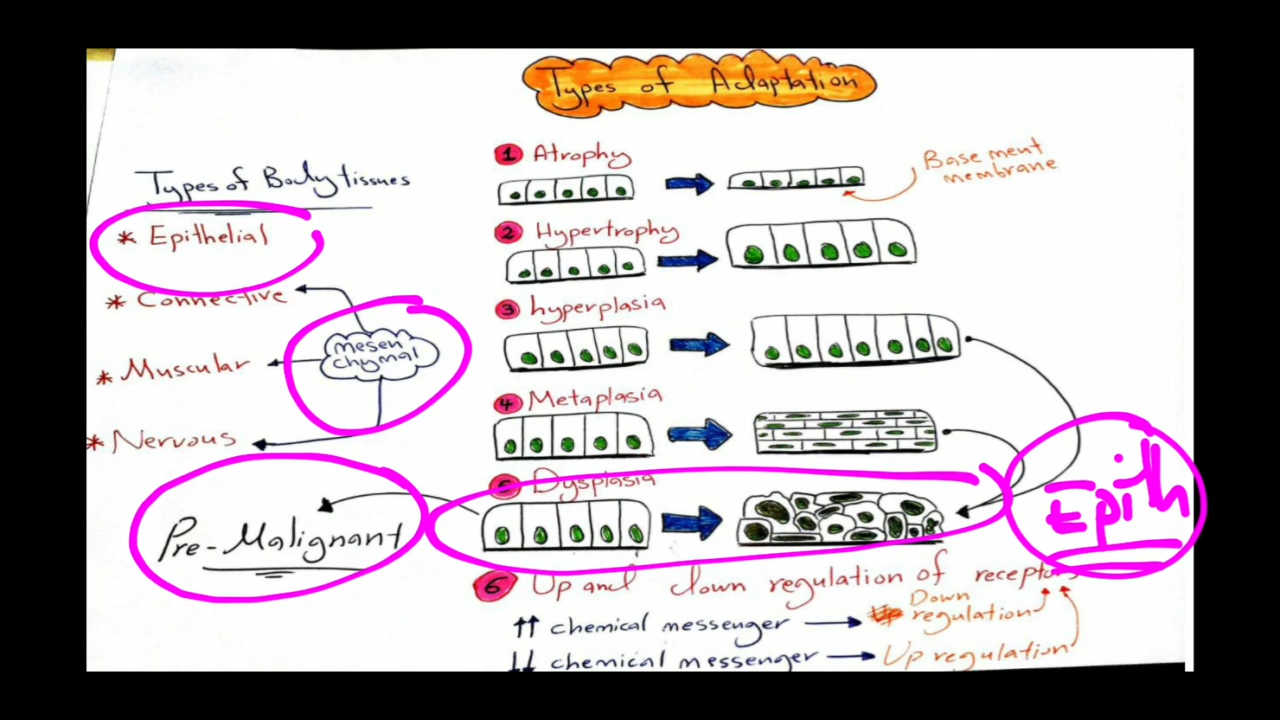 Types of Adaptation
Types of Body tissues
* Epithelial
* Connective
mesen
chymal
* Muscular
* Nervous
Pre-Malignant
1 Atrophy
Basement
membrane
2 Hypertrophy
3 hyperplasia
4 Metaplasia
5 Dysplasia
Epith
6 Up and down regulation of receptors
↑↑ chemical messenger → Down
regulation
↓↓ chemical messenger → Up regulation